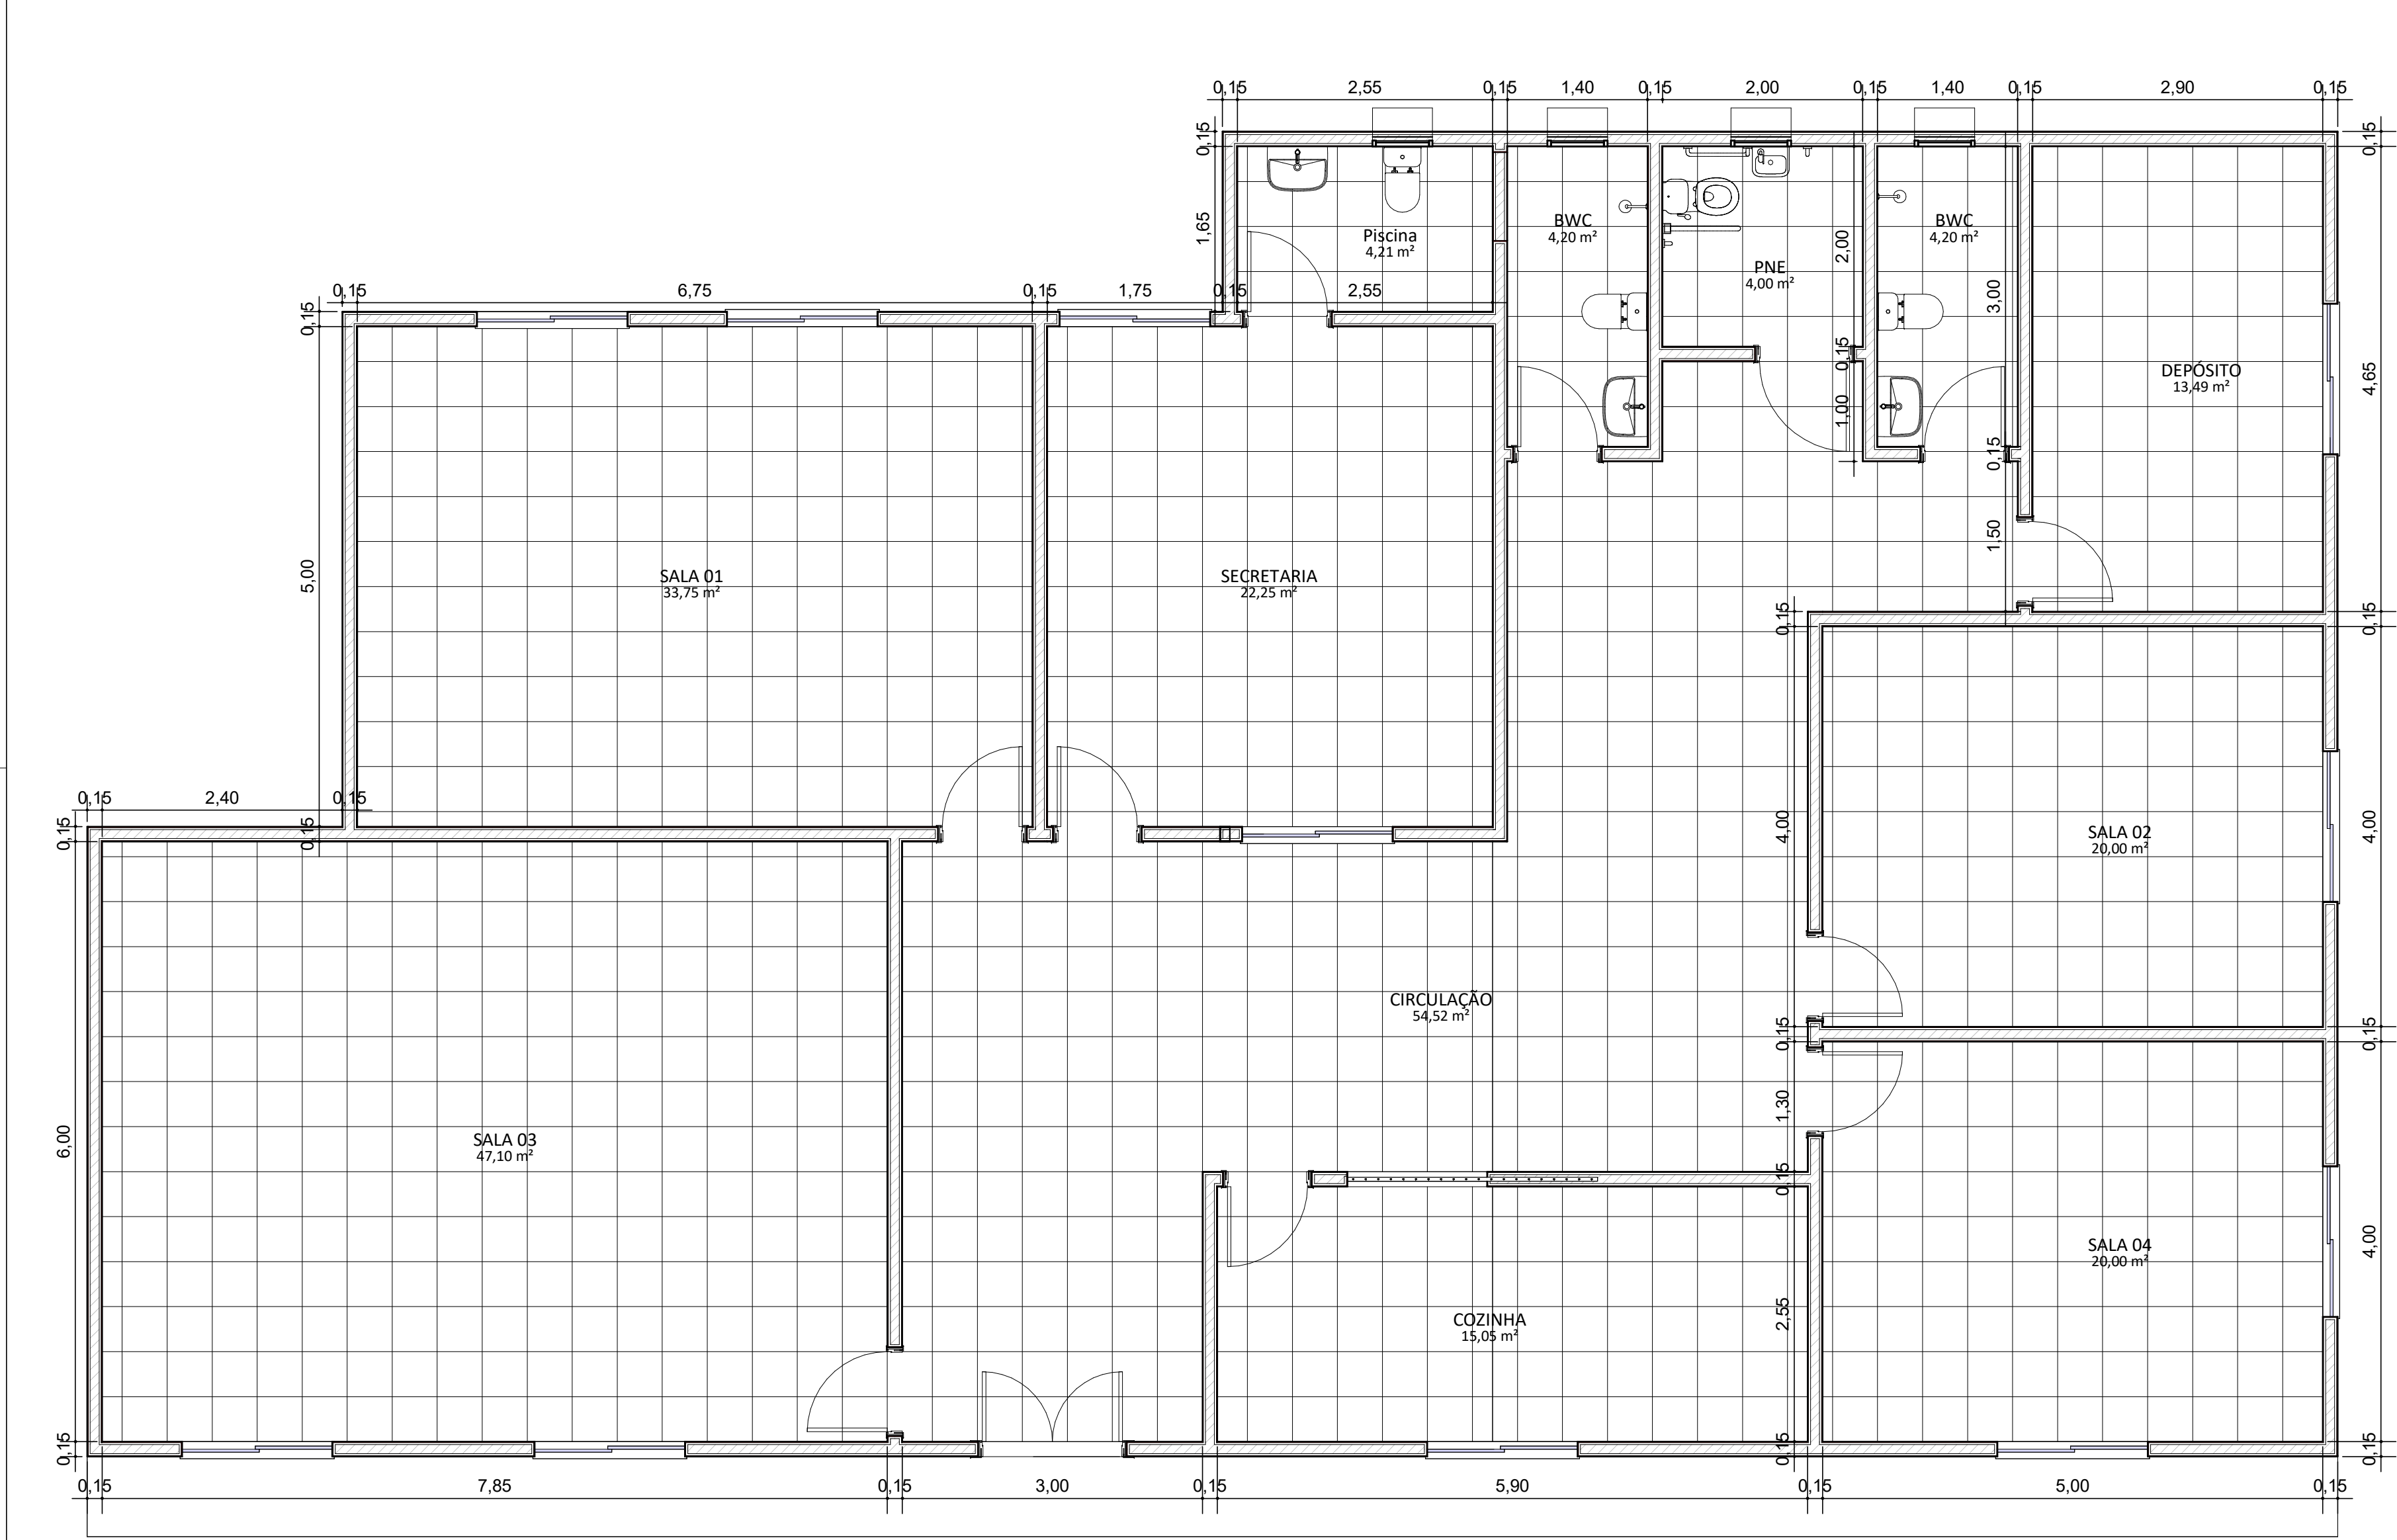 0,15 2,55 0,15 1,40 0,15 2,00 0,15 1,40 0,15 2,90 0,15
0,15
0,15
1,65
BWC
4,20 m²
BWC
4,20 m²
Piscina
4,21 m²
2,00
PNE
4,00 m²
0,15 6,75 0,15 1,75 0,15 2,55
0,15
3,00
0,15
DEPÓSITO
13,49 m²
4,65
1,00
0,15
1,50
5,00
SALA 01
33,75 m²
SECRETARIA
22,25 m²
0,15
0,15
0,15 2,40 0,15
0,15
0,15
4,00
SALA 02
20,00 m²
4,00
CIRCULAÇÃO
54,52 m²
0,15
0,15
1,30
6,00
SALA 03
47,10 m²
0,15
SALA 04
20,00 m²
4,00
COZINHA
15,05 m²
2,55
0,15
0,15
0,15
0,15 7,85 0,15 3,00 0,15 5,90 0,15 5,00 0,15